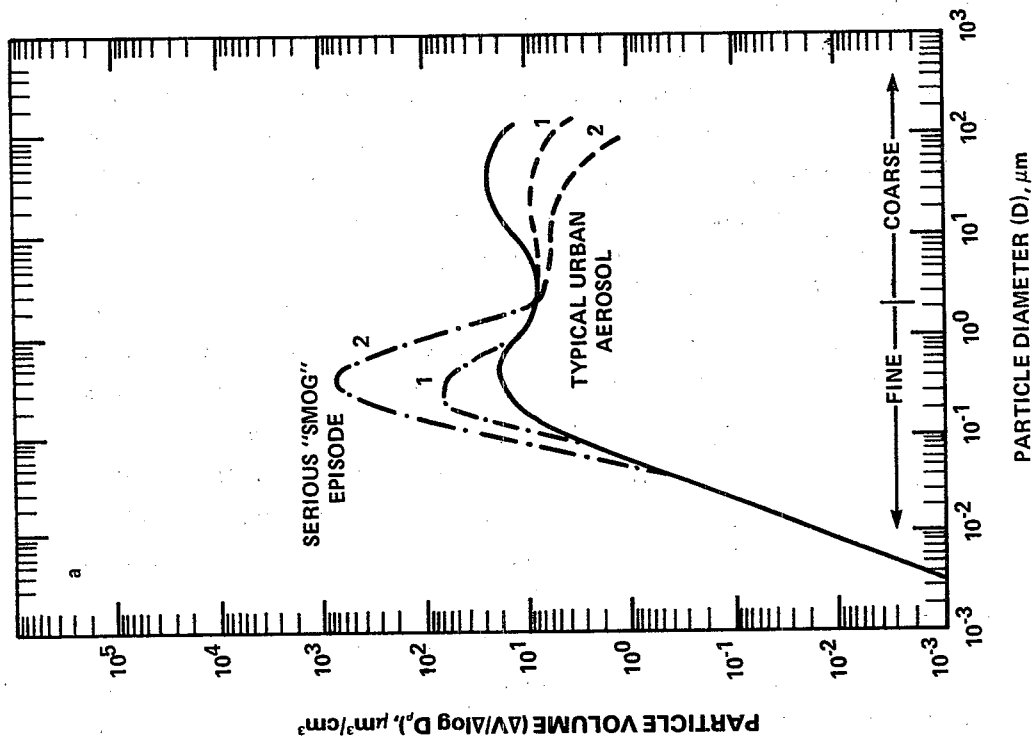 a
10⁵
10⁴
10³
10²
10¹
10⁰
10⁻¹
10⁻²
10⁻³
PARTICLE VOLUME (ΔV/Δlog Dₚ), μm³/cm³
SERIOUS "SMOG"
EPISODE
2
1
TYPICAL URBAN
AEROSOL
1
2
FINE
COARSE
10⁻³
10⁻²
10⁻¹
10⁰
10¹
10²
10³
PARTICLE DIAMETER (D), μm